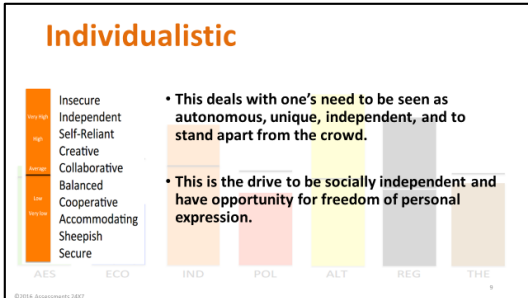 Individualistic
Very High
High
Average
Low
Very low
Insecure
Independent
Self-Reliant
Creative
Collaborative
Balanced
Cooperative
Accommodating
Sheepish
Secure
• This deals with one's need to be seen as
autonomous, unique, independent, and to
stand apart from the crowd.
• This is the drive to be socially independent and
have opportunity for freedom of personal
expression.
AES ECO IND POL ALT REG THE
©2016 Assessments 24X7